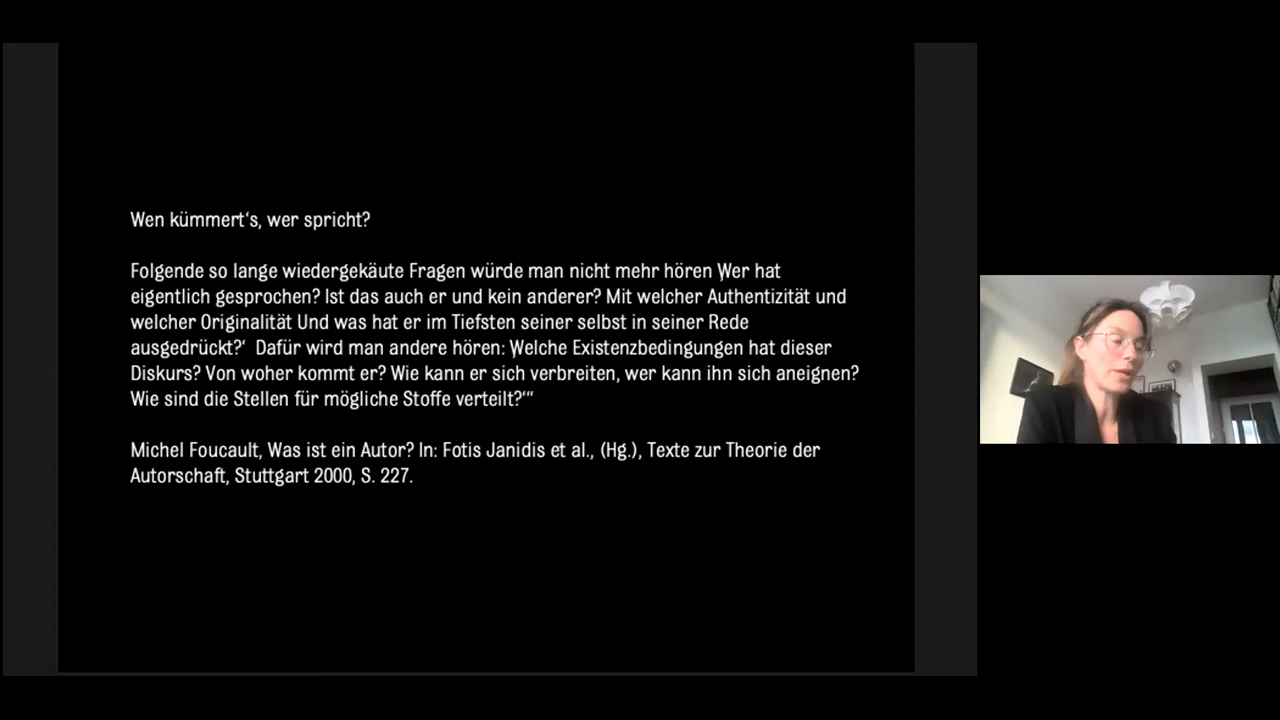 Wen kümmert‘s, wer spricht?
Folgende so lange wiedergekäute Fragen würde man nicht mehr hören Wer hat
eigentlich gesprochen? Ist das auch er und kein anderer? Mit welcher Authentizität und
welcher Originalität Und was hat er im Tiefsten seiner selbst in seiner Rede
ausgedrückt?‘ Dafür wird man andere hören: Welche Existenzbedingungen hat dieser
Diskurs? Von woher kommt er? Wie kann er sich verbreiten, wer kann ihn sich aneignen?
Wie sind die Stellen für mögliche Stoffe verteilt?‘“
Michel Foucault, Was ist ein Autor? In: Fotis Janidis et al., (Hg.), Texte zur Theorie der
Autorschaft, Stuttgart 2000, S. 227.